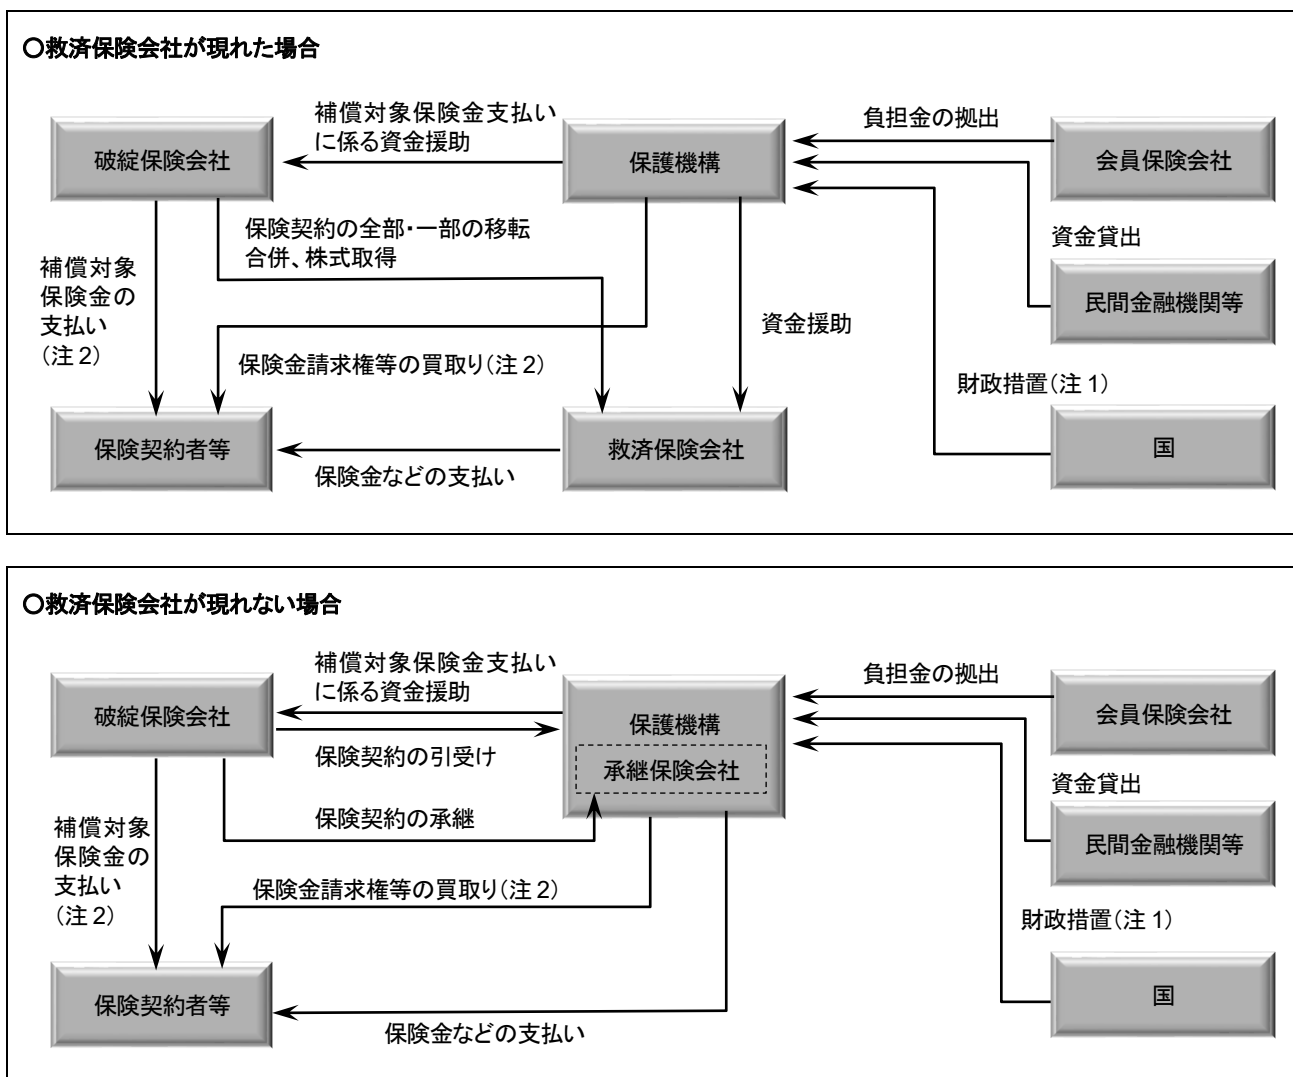 ○救済保険会社が現れた場合
補償対象保険金支払い
に係る資金援助
負担金の拠出
破綻保険会社
保護機構
会員保険会社
保険契約の全部・一部の移転
合併、株式取得
資金貸出
補償対象
保険金の
支払い
(注 2)
民間金融機関等
資金援助
保険金請求権等の買取り(注 2)
財政措置(注 1)
保険契約者等
救済保険会社
国
保険金などの支払い
○救済保険会社が現れない場合
補償対象保険金支払い
に係る資金援助
負担金の拠出
破綻保険会社
保護機構
会員保険会社
保険契約の引受け
承継保険会社
資金貸出
保険契約の承継
補償対象
保険金の
支払い
(注 2)
民間金融機関等
保険金請求権等の買取り(注 2)
財政措置(注 1)
保険契約者等
国
保険金などの支払い